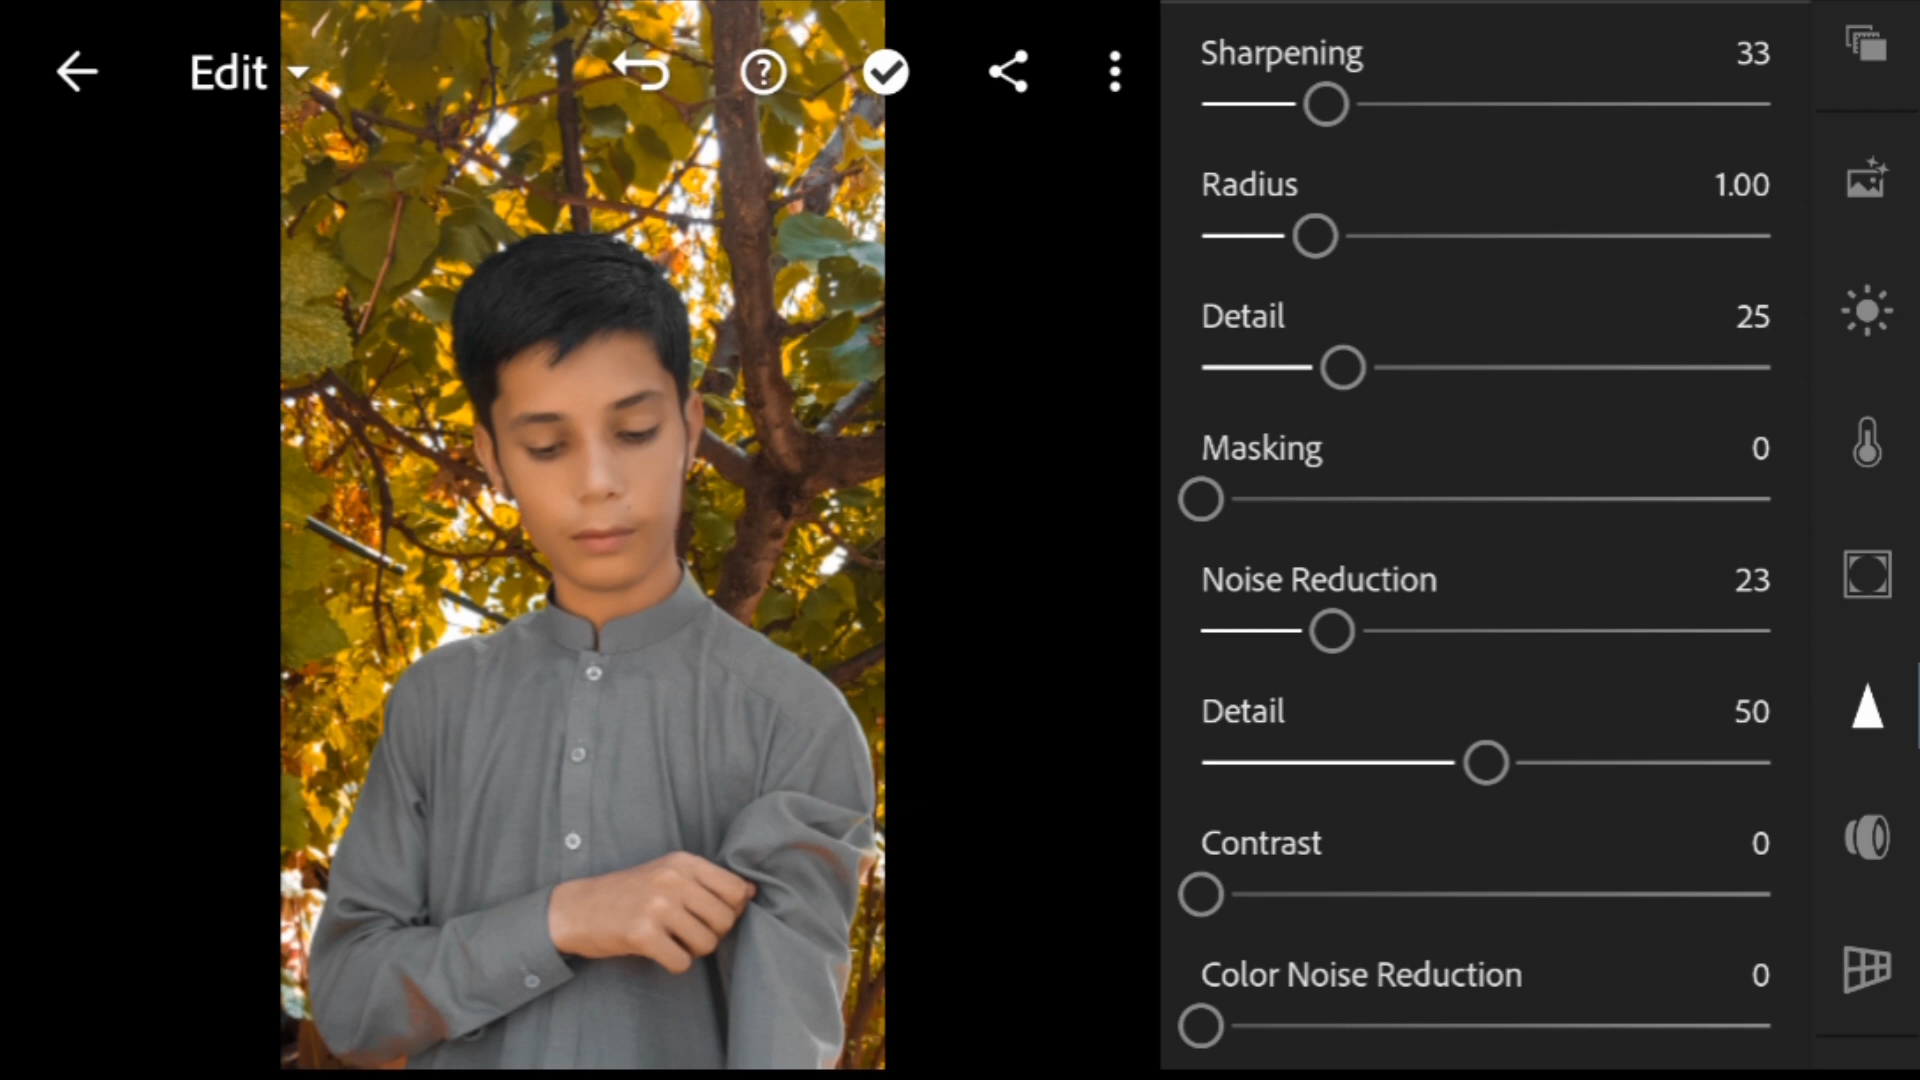 Edit
Sharpening 33
Radius 1.00
Detail 25
Masking 0
Noise Reduction 23
Detail 50
Contrast 0
Color Noise Reduction 0